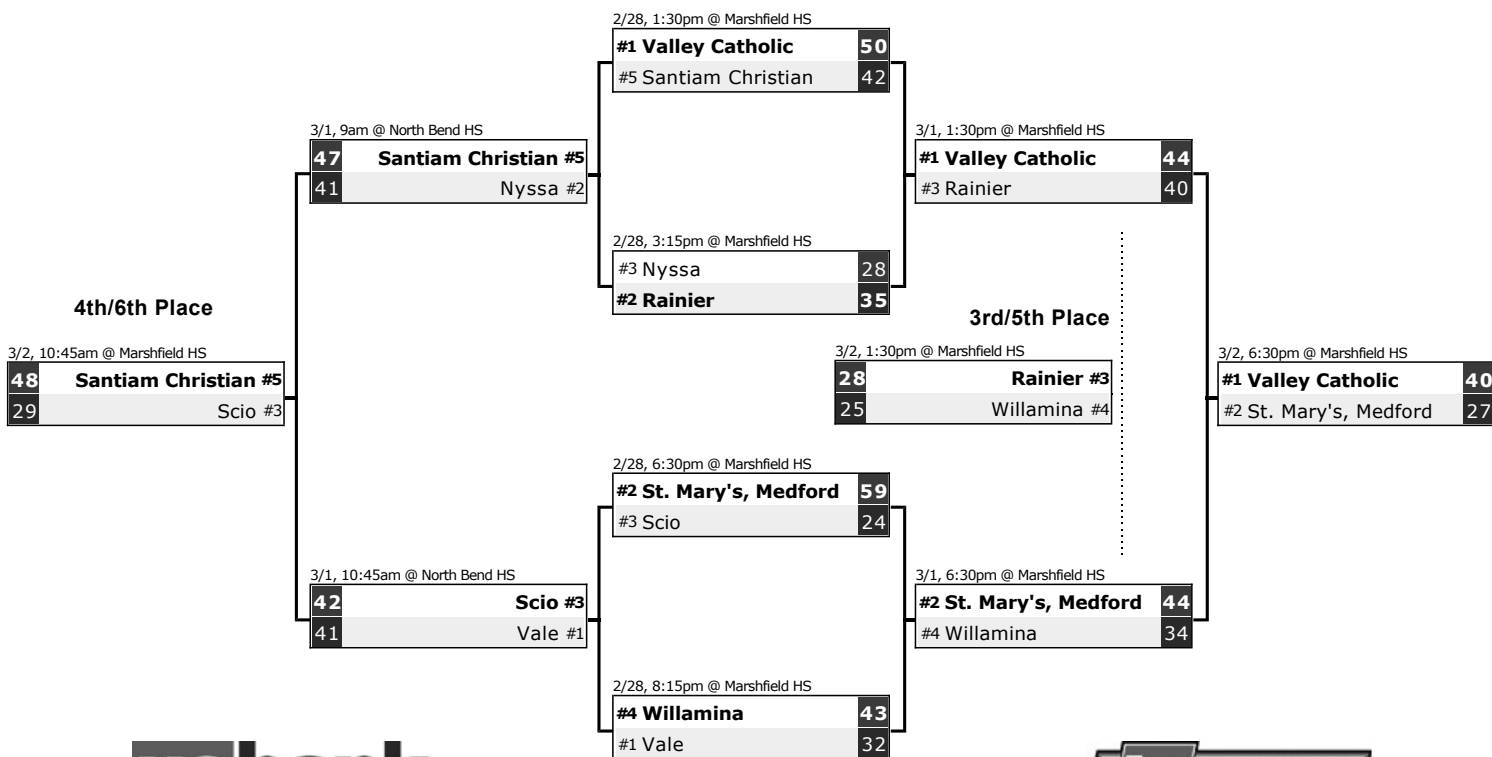 2/28, 1:30pm @ Marshfield HS
#1 Valley Catholic 50
#5 Santiam Christian 42
3/1, 9am @ North Bend HS
47 Santiam Christian #5
41 Nyssa #2
3/1, 1:30pm @ Marshfield HS
#1 Valley Catholic 44
#3 Rainier 40
2/28, 3:15pm @ Marshfield HS
#3 Nyssa 28
#2 Rainier 35
4th/6th Place
3/2, 10:45am @ Marshfield HS
48 Santiam Christian #5
29 Scio #3
3rd/5th Place
3/2, 1:30pm @ Marshfield HS
28 Rainier #3
25 Willamina #4
3/2, 6:30pm @ Marshfield HS
#1 Valley Catholic 40
#2 St. Mary's, Medford 27
2/28, 6:30pm @ Marshfield HS
#2 St. Mary's, Medford 59
#3 Scio 24
3/1, 10:45am @ North Bend HS
42 Scio #3
41 Vale #1
3/1, 6:30pm @ Marshfield HS
#2 St. Mary's, Medford 44
#4 Willamina 34
2/28, 8:15pm @ Marshfield HS
#4 Willamina 43
#1 Vale 32